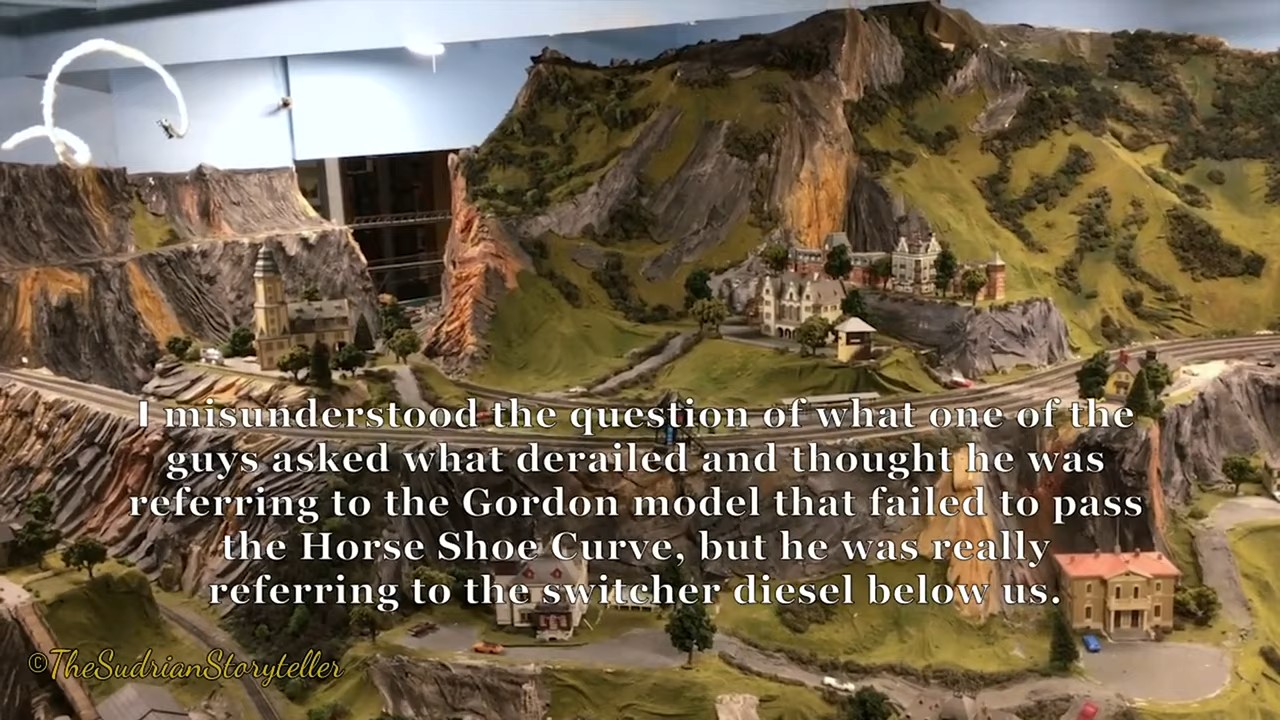 I misunderstood the question of what one of the
guys asked what derailed and thought he was
referring to the Gordon model that failed to pass
the Horse Shoe Curve, but he was really
referring to the switcher diesel below us.
©TheSudrianStoryteller